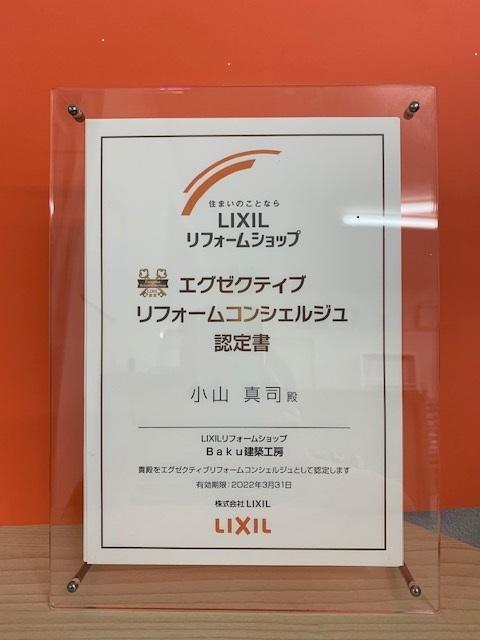 住まいのことなら
LIXIL
リフォームショップ
エグゼクティブ
リフォームコンシェルジュ
認定書
小山 真司 殿
LIXILリフォームショップ
Baku建築工房
貴殿をエグゼクティブリフォームコンシェルジュとして認定します
有効期限：2022年3月31日
株式会社 LIXIL
LIXIL